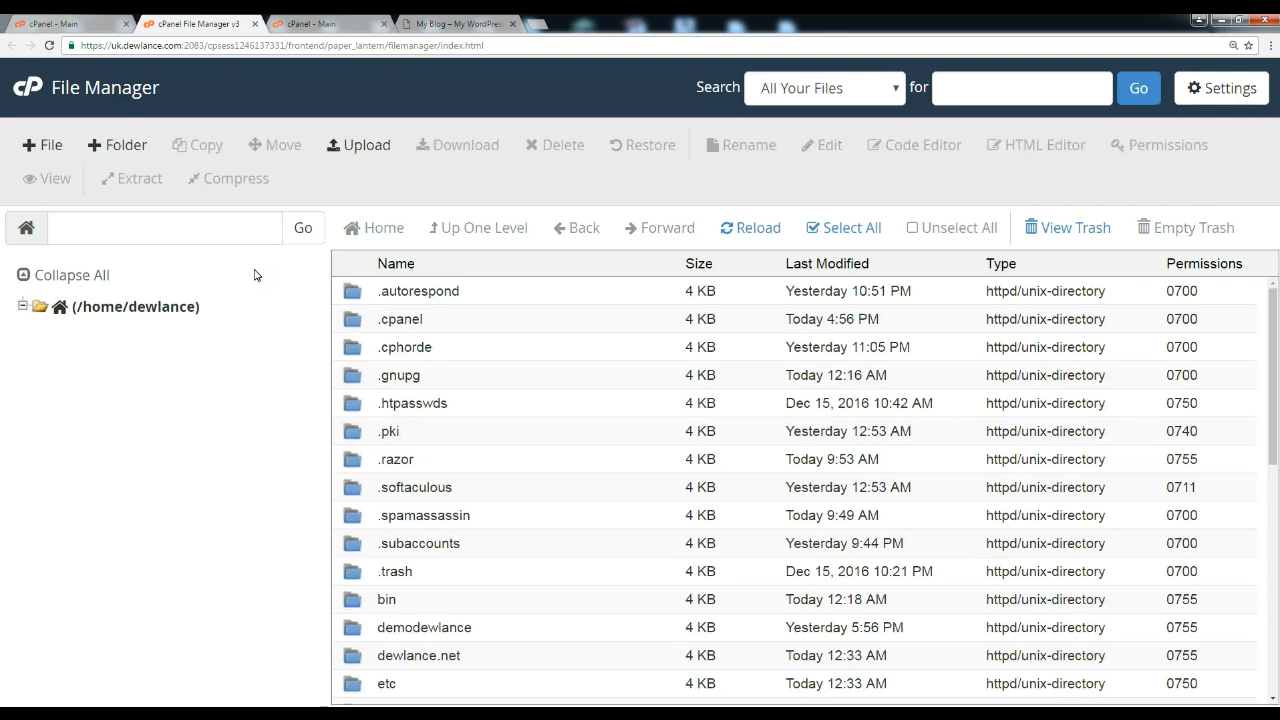 cPanel - Main
cPanel File Manager v3
cPanel - Main
My Blog – My WordPres
https://uk.dewlance.com:2083/cpsess1246137331/frontend/paper_lantern/filemanager/index.html
cP File Manager
Search All Your Files for Go Settings
File Folder Copy Move Upload Download Delete Restore Rename Edit Code Editor HTML Editor Permissions
View Extract Compress
Go
Home Up One Level Back Forward Reload Select All Unselect All View Trash Empty Trash
Collapse All
(/home/dewlance)
Name Size Last Modified Type Permissions
.autorespond 4 KB Yesterday 10:51 PM httpd/unix-directory 0700
.cpanel 4 KB Today 4:56 PM httpd/unix-directory 0700
.cphorde 4 KB Yesterday 11:05 PM httpd/unix-directory 0700
.gnupg 4 KB Today 12:16 AM httpd/unix-directory 0700
.htpasswds 4 KB Dec 15, 2016 10:42 AM httpd/unix-directory 0750
.pki 4 KB Yesterday 12:53 AM httpd/unix-directory 0740
.razor 4 KB Today 9:53 AM httpd/unix-directory 0755
.softaculous 4 KB Yesterday 12:53 AM httpd/unix-directory 0711
.spamassassin 4 KB Today 9:49 AM httpd/unix-directory 0700
.subaccounts 4 KB Yesterday 9:44 PM httpd/unix-directory 0700
.trash 4 KB Dec 15, 2016 10:21 PM httpd/unix-directory 0700
bin 4 KB Today 12:18 AM httpd/unix-directory 0755
demodewlance 4 KB Yesterday 5:56 PM httpd/unix-directory 0755
dewlance.net 4 KB Today 12:33 AM httpd/unix-directory 0755
etc 4 KB Today 12:33 AM httpd/unix-directory 0750